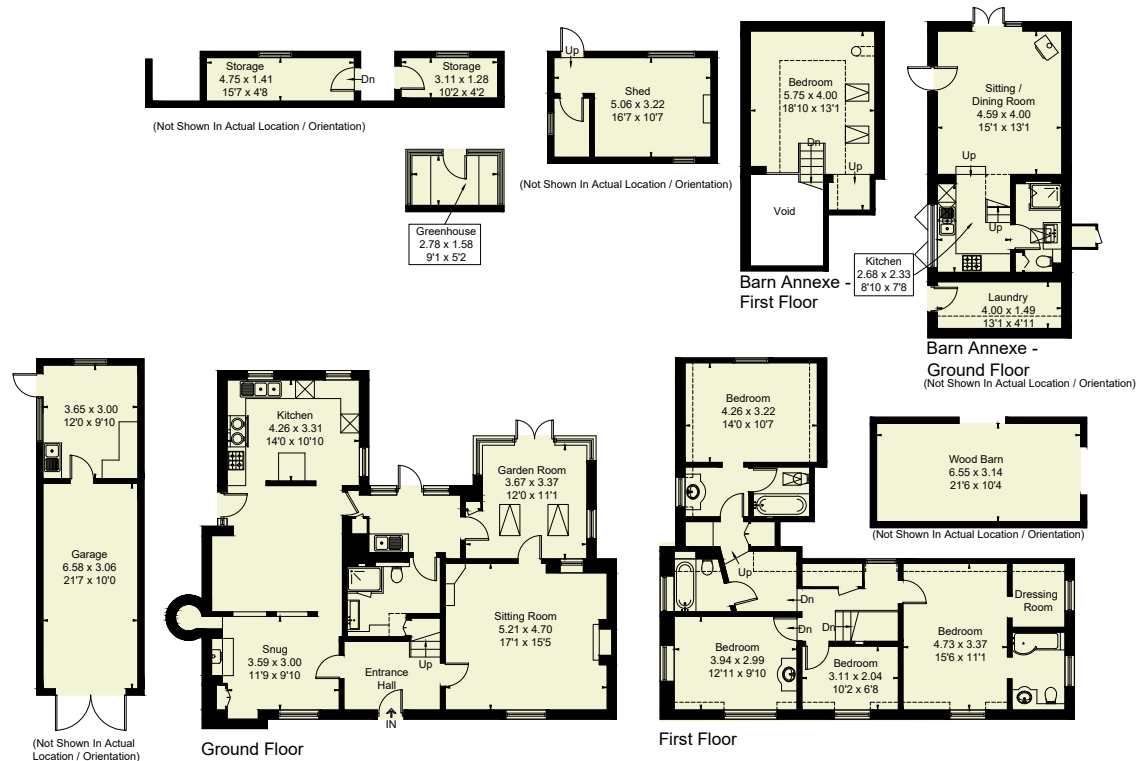 Storage
4.75 x 1.41
15'7 x 4'8
Dn
Storage
3.11 x 1.28
10'2 x 4'2
(Not Shown In Actual Location / Orientation)
Greenhouse
2.78 x 1.58
9'1 x 5'2
Up
Shed
5.06 x 3.22
16'7 x 10'7
(Not Shown In Actual Location / Orientation)
Bedroom
5.75 x 4.00
18'10 x 13'1
Dn
Up
Void
Barn Annexe -
First Floor
Sitting /
Dining Room
4.59 x 4.00
15'1 x 13'1
Up
Up
Kitchen
2.68 x 2.33
8'10 x 7'8
Laundry
4.00 x 1.49
13'1 x 4'11
Barn Annexe -
Ground Floor
(Not Shown In Actual Location / Orientation)
3.65 x 3.00
12'0 x 9'10
Garage
6.58 x 3.06
21'7 x 10'0
(Not Shown In Actual
Location / Orientation)
Kitchen
4.26 x 3.31
14'0 x 10'10
Garden Room
3.67 x 3.37
12'0 x 11'1
Sitting Room
5.21 x 4.70
17'1 x 15'5
Snug
3.59 x 3.00
11'9 x 9'10
Entrance
Hall
Up
IN
Ground Floor
Bedroom
4.26 x 3.22
14'0 x 10'7
Up
Dn
Dn
Dn
Bedroom
3.94 x 2.99
12'11 x 9'10
Bedroom
3.11 x 2.04
10'2 x 6'8
Bedroom
4.73 x 3.37
15'6 x 11'1
Dressing
Room
First Floor
Wood Barn
6.55 x 3.14
21'6 x 10'4
(Not Shown In Actual Location / Orientation)